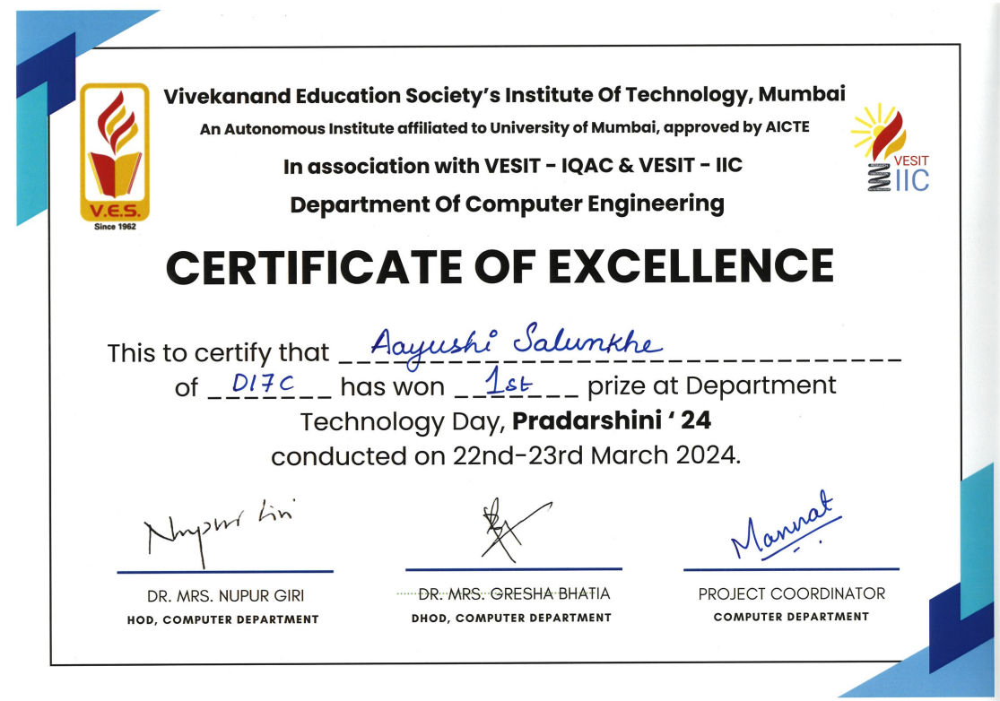 Vivekanand Education Society's Institute Of Technology, Mumbai
An Autonomous Institute affiliated to University of Mumbai, approved by AICTE
In association with VESIT - IQAC & VESIT - IIC
Department Of Computer Engineering
V.E.S.
Since 1962
VESIT
IIC
CERTIFICATE OF EXCELLENCE
This to certify that Aayushi Salunkhe
of D17C has won 1st prize at Department
Technology Day, Pradarshini ' 24
conducted on 22nd-23rd March 2024.
Nupur Giri
Mannat
DR. MRS. NUPUR GIRI
HOD, COMPUTER DEPARTMENT
DR. MRS. GRESHA BHATIA
DHOD, COMPUTER DEPARTMENT
PROJECT COORDINATOR
COMPUTER DEPARTMENT